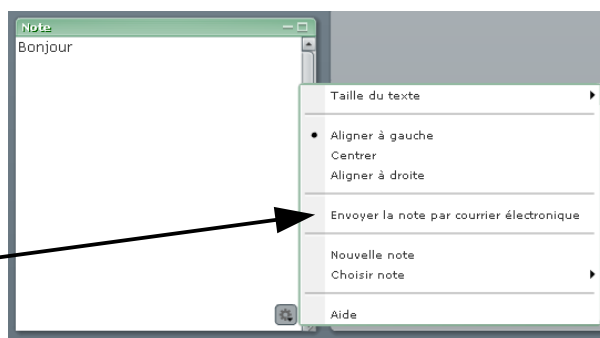 Note
Bonjour
Taille du texte
Aligner à gauche
Centrer
Aligner à droite
Envoyer la note par courrier électronique
Nouvelle note
Choisir note
Aide